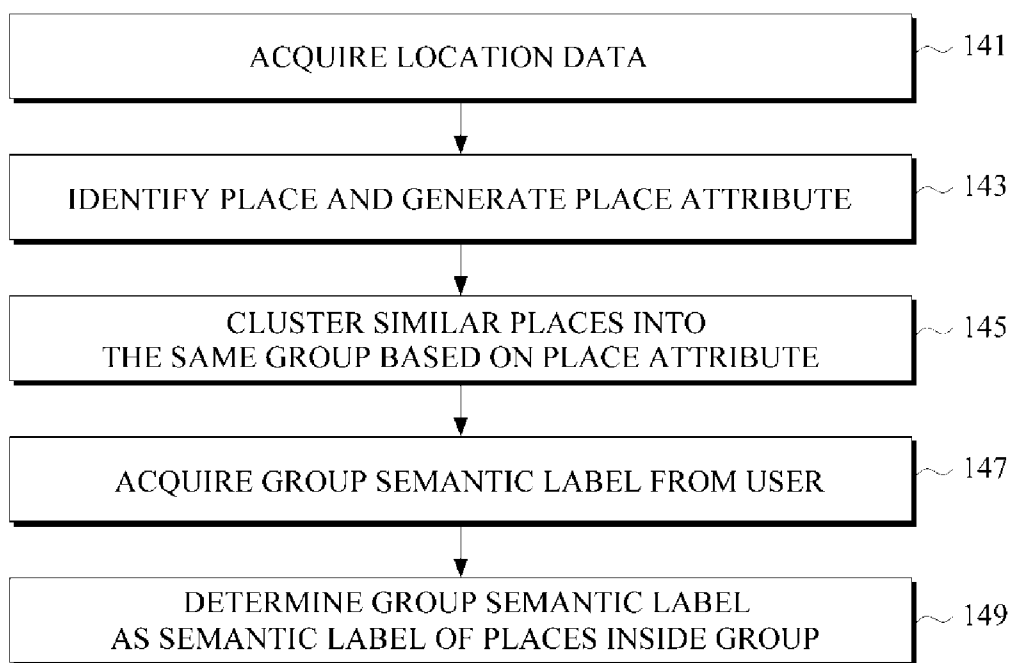 ACQUIRE LOCATION DATA
141
IDENTIFY PLACE AND GENERATE PLACE ATTRIBUTE
143
CLUSTER SIMILAR PLACES INTO
THE SAME GROUP BASED ON PLACE ATTRIBUTE
145
ACQUIRE GROUP SEMANTIC LABEL FROM USER
147
DETERMINE GROUP SEMANTIC LABEL
AS SEMANTIC LABEL OF PLACES INSIDE GROUP
149